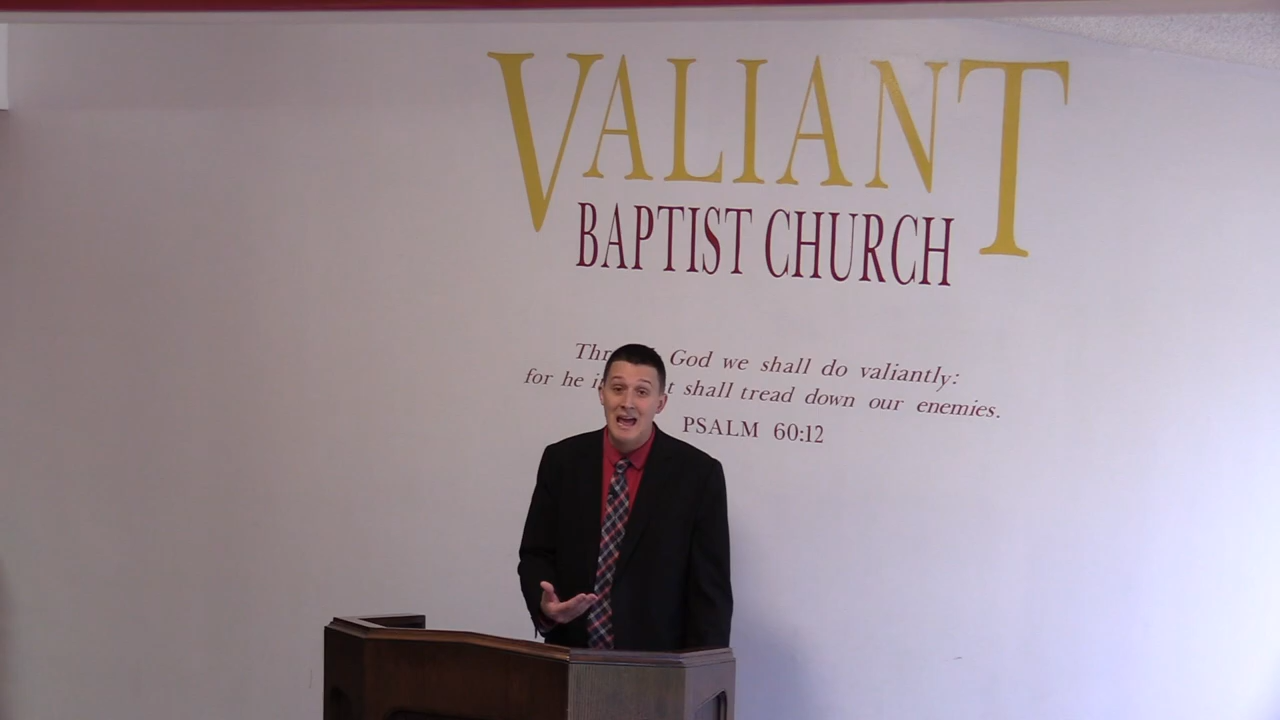 VALIANT
BAPTIST CHURCH
God we shall do valiantly:
for he shall tread down our enemies.
PSALM 60:12